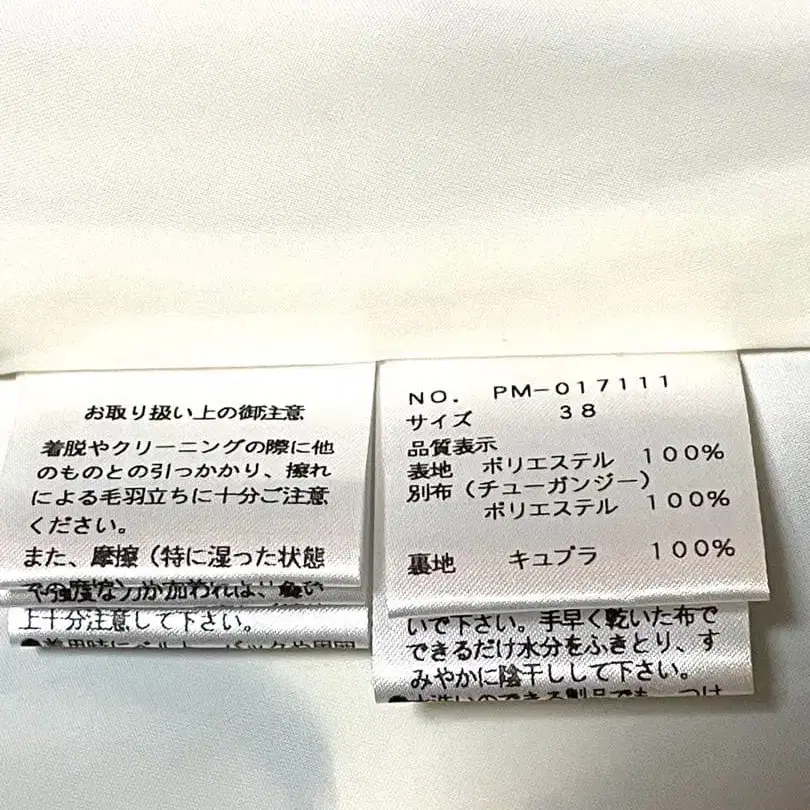 お取り扱い上の御注意
着脱やクリーニングの際に他
のものとの引っかかり、擦れ
による毛羽立ちに十分ご注意
ください。
また、摩擦（特に湿った状態
上十分注意して下さい。
NO. PM-017111
サイズ 38
品質表示
表地 ポリエステル 100%
別布（チューガンジー）
ポリエステル 100%
裏地 キュプラ 100%
いで下さい。手早く乾いた布で
できるだけ水分をふきとり、す
みやかに陰干しして下さい。